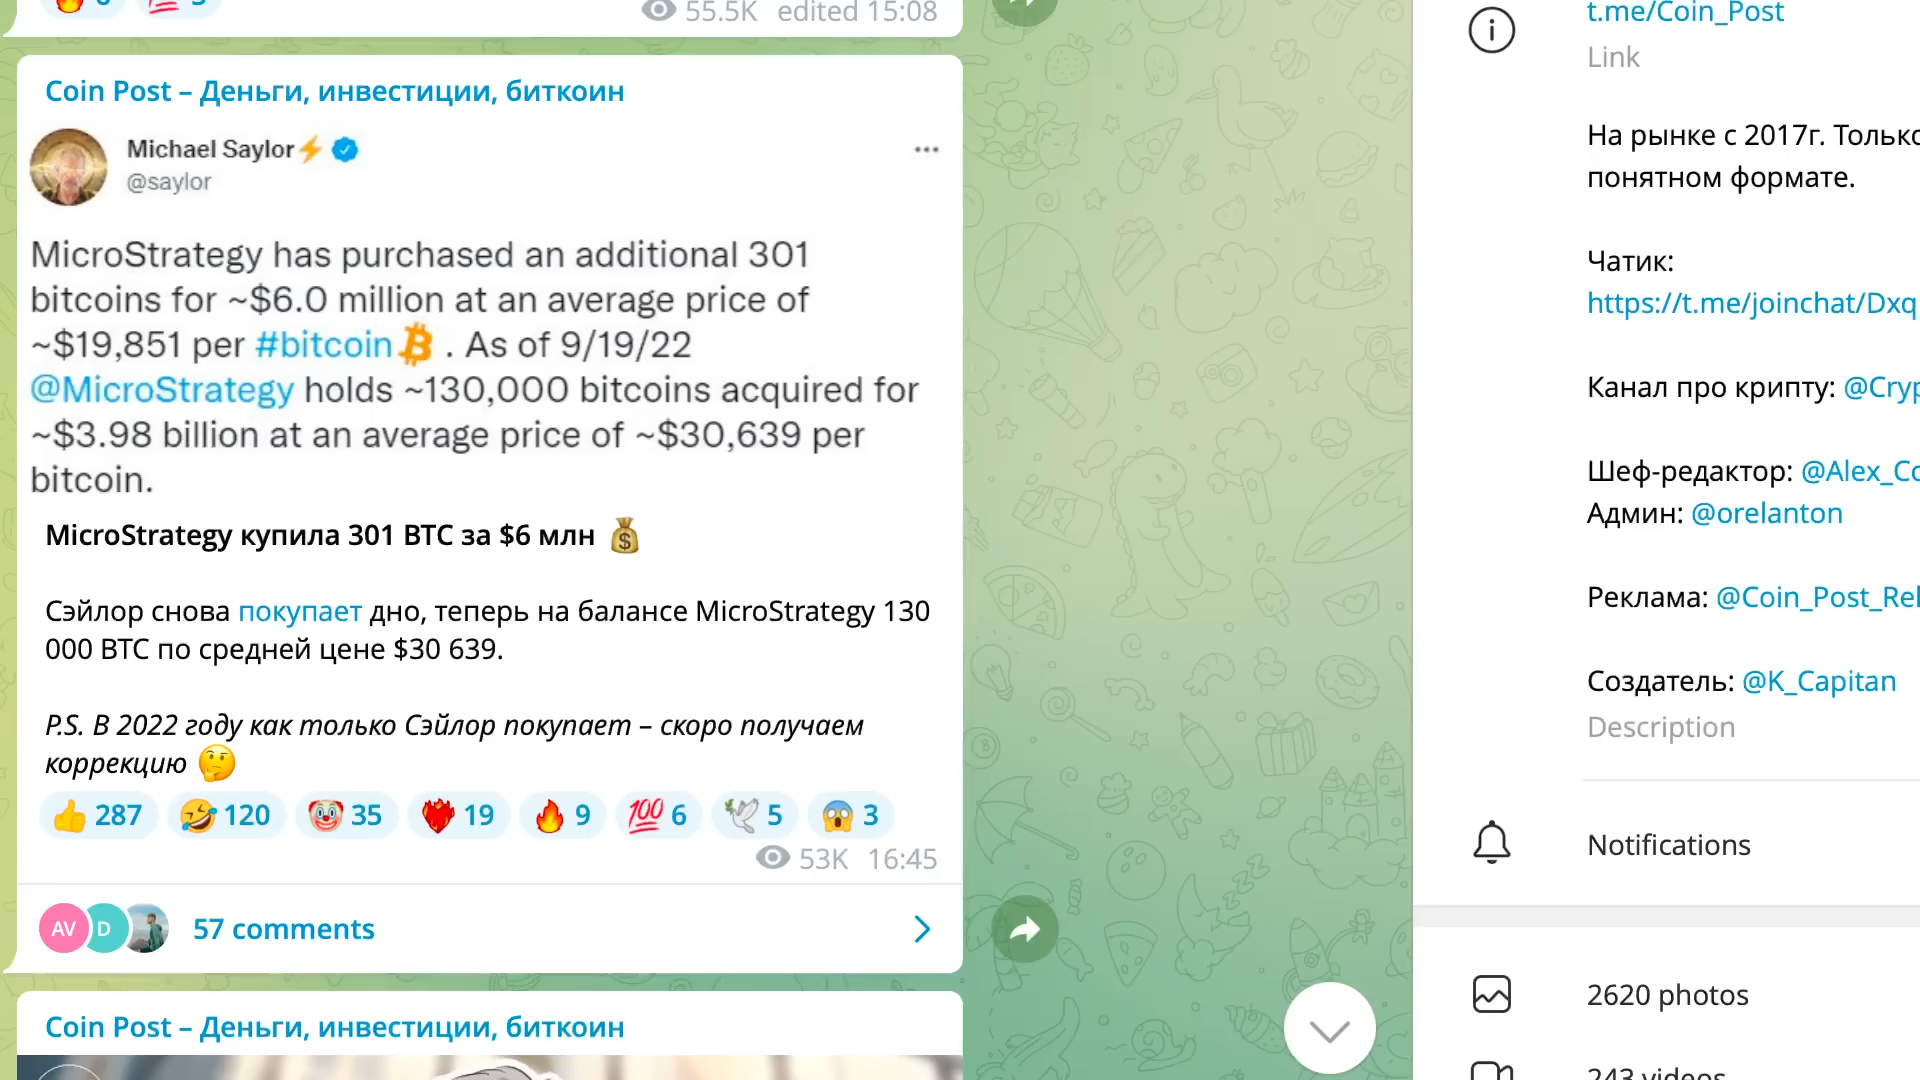 55.5K edited 15:08
Coin Post – Деньги, инвестиции, биткоин
Michael Saylor
@saylor
MicroStrategy has purchased an additional 301
bitcoins for ~$6.0 million at an average price of
~$19,851 per #bitcoin . As of 9/19/22
@MicroStrategy holds ~130,000 bitcoins acquired for
~$3.98 billion at an average price of ~$30,639 per
bitcoin.
MicroStrategy купила 301 BTC за $6 млн
Сэйлор снова покупает дно, теперь на балансе MicroStrategy 130
000 BTC по средней цене $30 639.
P.S. В 2022 году как только Сэйлор покупает – скоро получаем
коррекцию
287 120 35 19 9 6 5 3
53K 16:45
AV D 57 comments
Coin Post – Деньги, инвестиции, биткоин
t.me/Coin_Post
Link
На рынке с 2017г. Только
понятном формате.
Чатик:
https://t.me/joinchat/Dxq
Канал про крипту: @Cryp
Шеф-редактор: @Alex_Co
Админ: @orelanton
Реклама: @Coin_Post_Rel
Создатель: @K_Capitan
Description
Notifications
2620 photos
243 videos